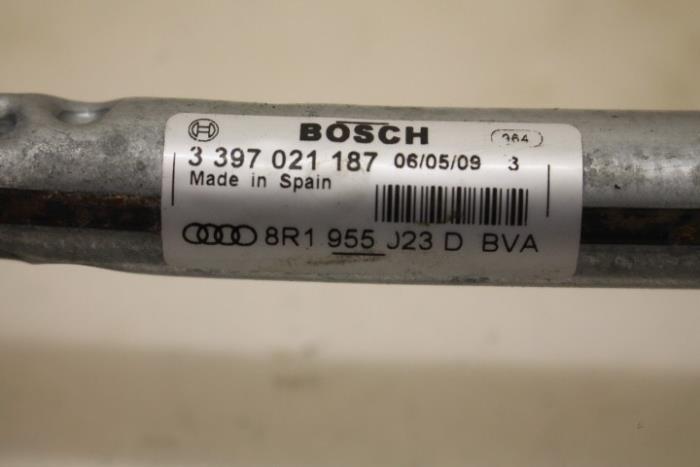 BOSCH 364
3 397 021 187 06/05/09 3
Made in Spain
8R1 955 J23 D BVA